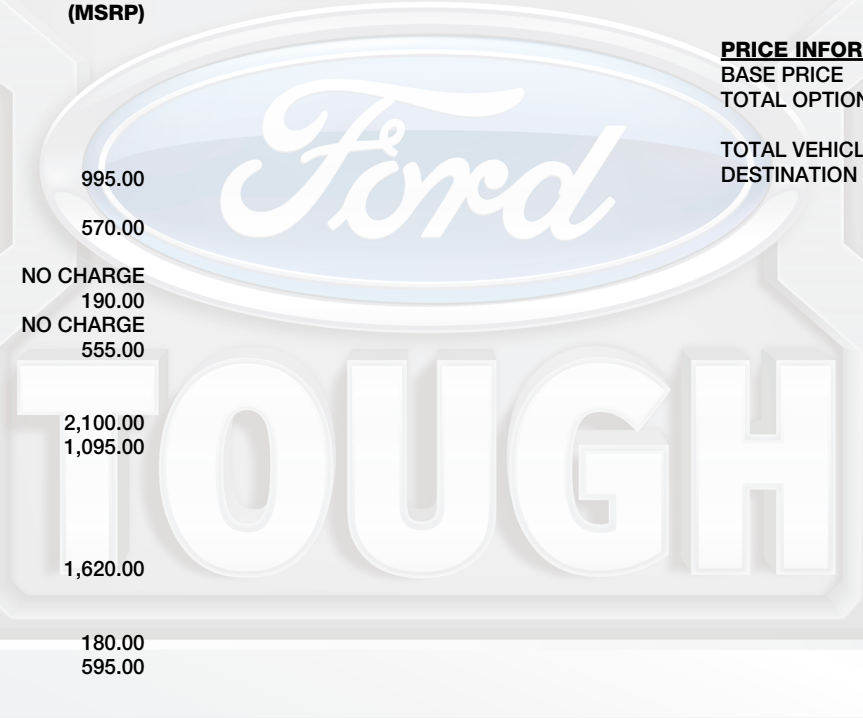 (MSRP)
995.00
570.00
NO CHARGE
190.00
NO CHARGE
555.00
2,100.00
1,095.00
1,620.00
180.00
595.00
PRICE INFOR
BASE PRICE
TOTAL OPTION
TOTAL VEHICL
DESTINATION
Ford
TOUGH